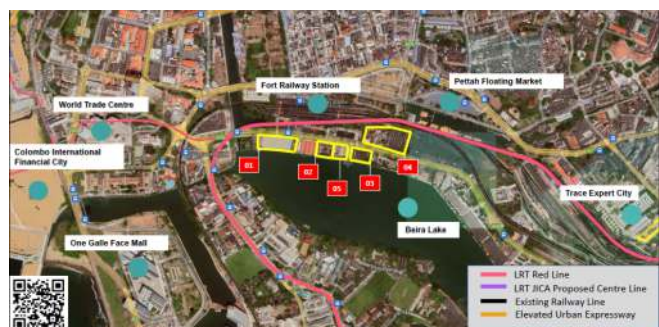 Fort Railway Station
Pettah Floating Market
World Trade Centre
Colombo International
Financial City
01
02
05
03
04
Trace Expert City
Beira Lake
One Galle Face Mall
LRT Red Line
LRT JICA Proposed Centre Line
Existing Railway Line
Elevated Urban Expressway